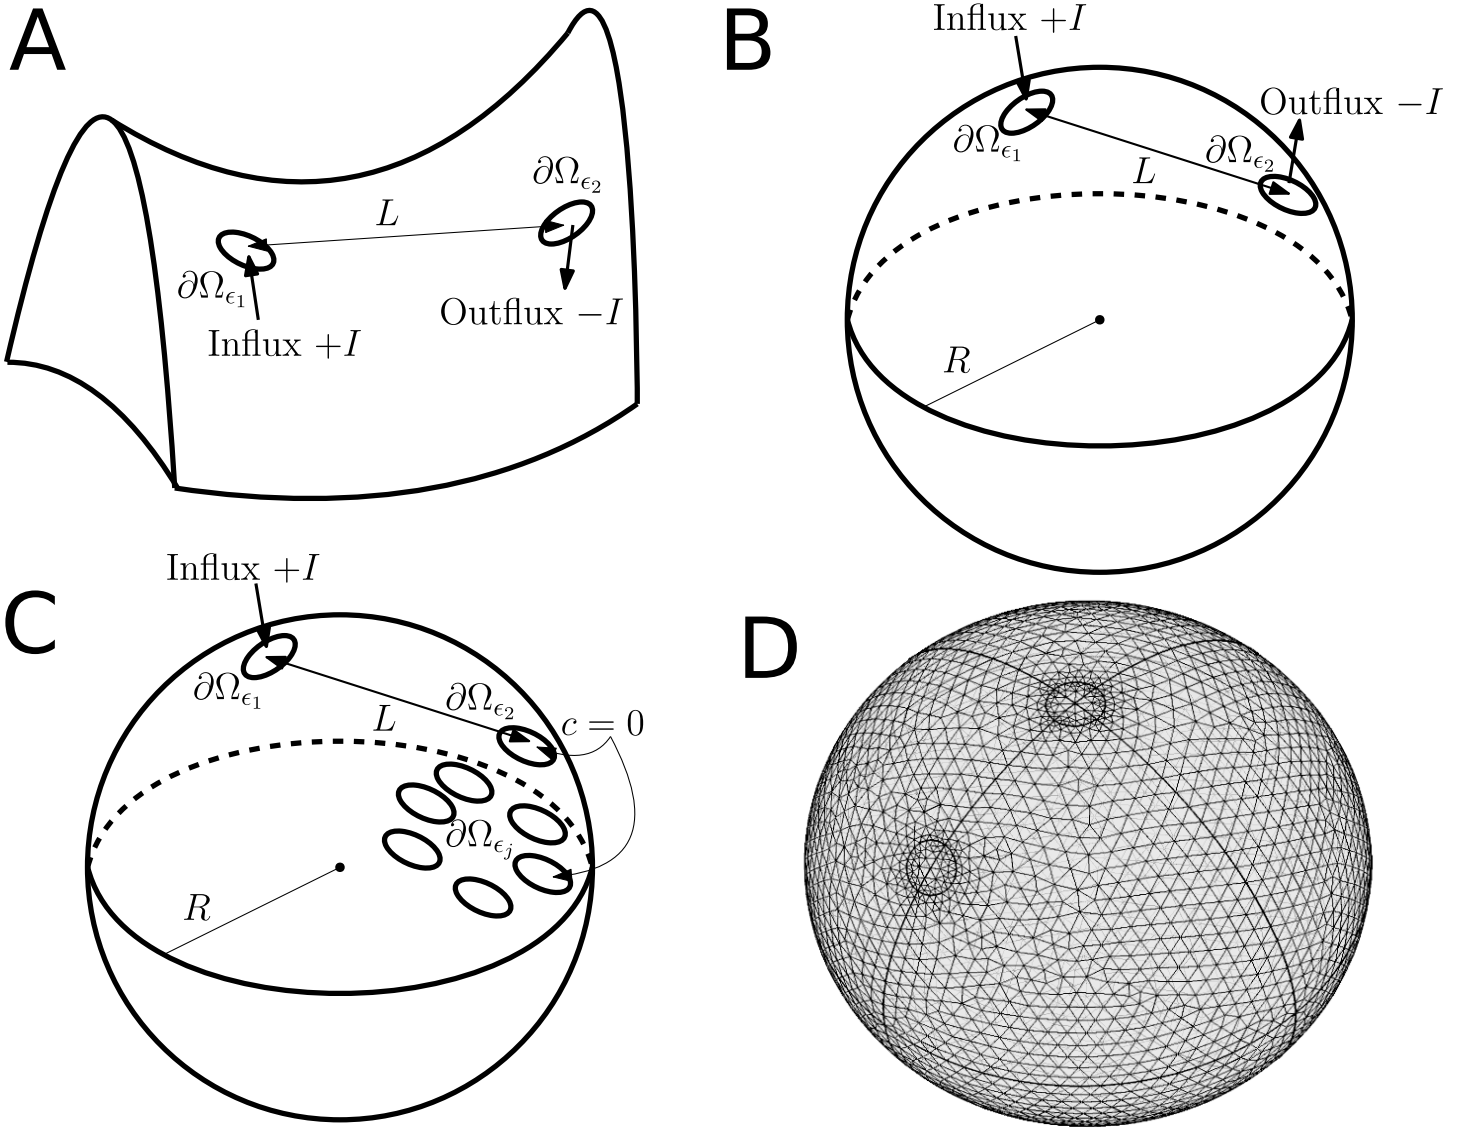 A
∂Ω_{ϵ_2}
L
∂Ω_{ϵ_1}
Outflux −I
Influx +I
B
Influx +I
Outflux −I
∂Ω_{ϵ_1}
∂Ω_{ϵ_2}
L
R
C
Influx +I
∂Ω_{ϵ_1}
∂Ω_{ϵ_2}
L
c = 0
∂Ω_{ϵ_j}
R
D